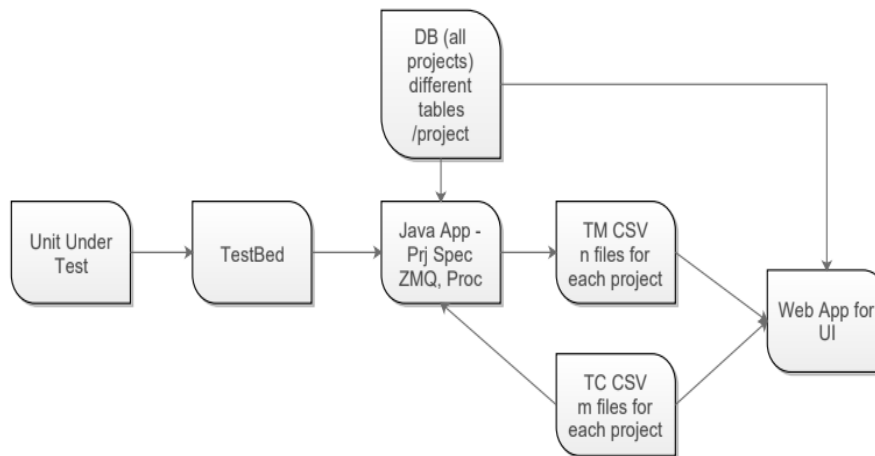 DB (all
projects)
different
tables
/project
Unit Under
Test
TestBed
Java App -
Prj Spec
ZMQ, Proc
TM CSV
n files for
each project
Web App for
UI
TC CSV
m files for
each project